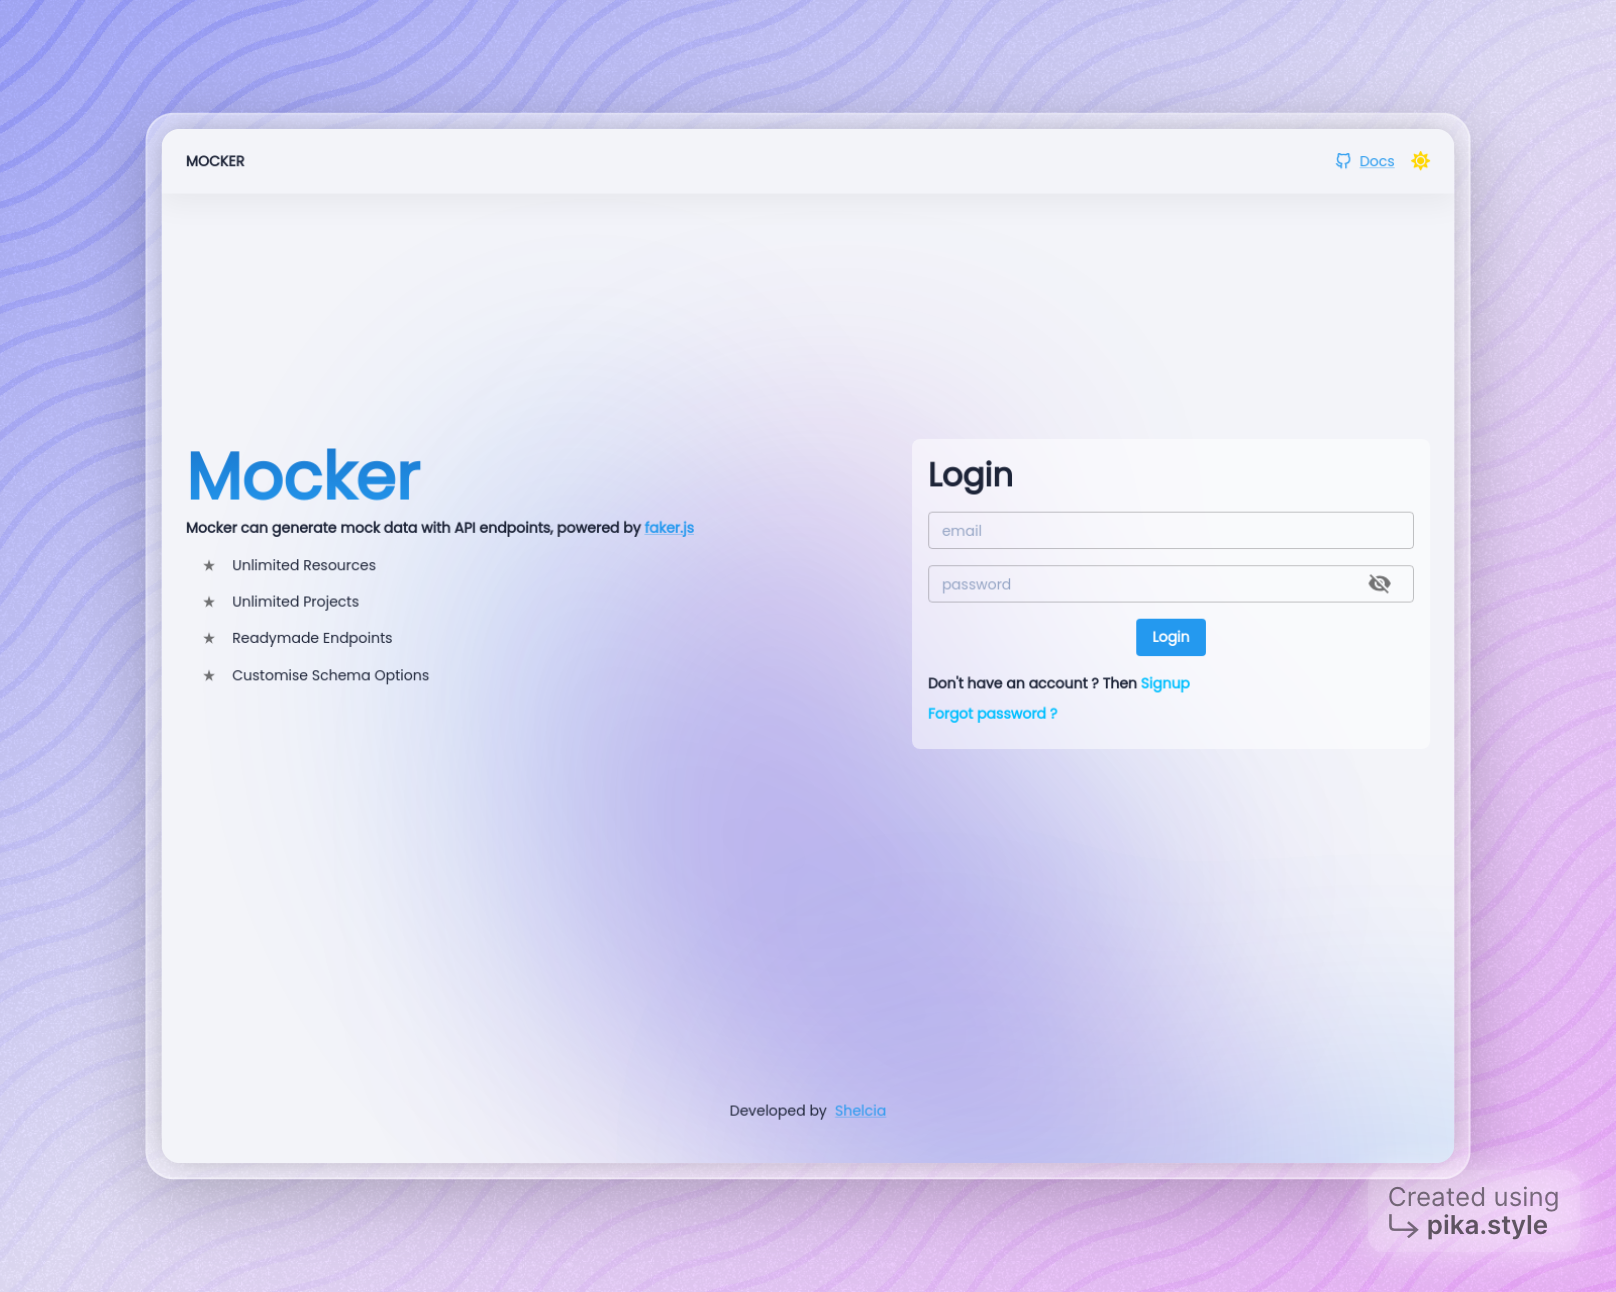 MOCKER
Docs
Mocker
Mocker can generate mock data with API endpoints, powered by faker.js
★ Unlimited Resources
★ Unlimited Projects
★ Readymade Endpoints
★ Customise Schema Options
Login
email
password
Login
Don't have an account ? Then Signup
Forgot password ?
Developed by Shelcia
Created using
pika.style